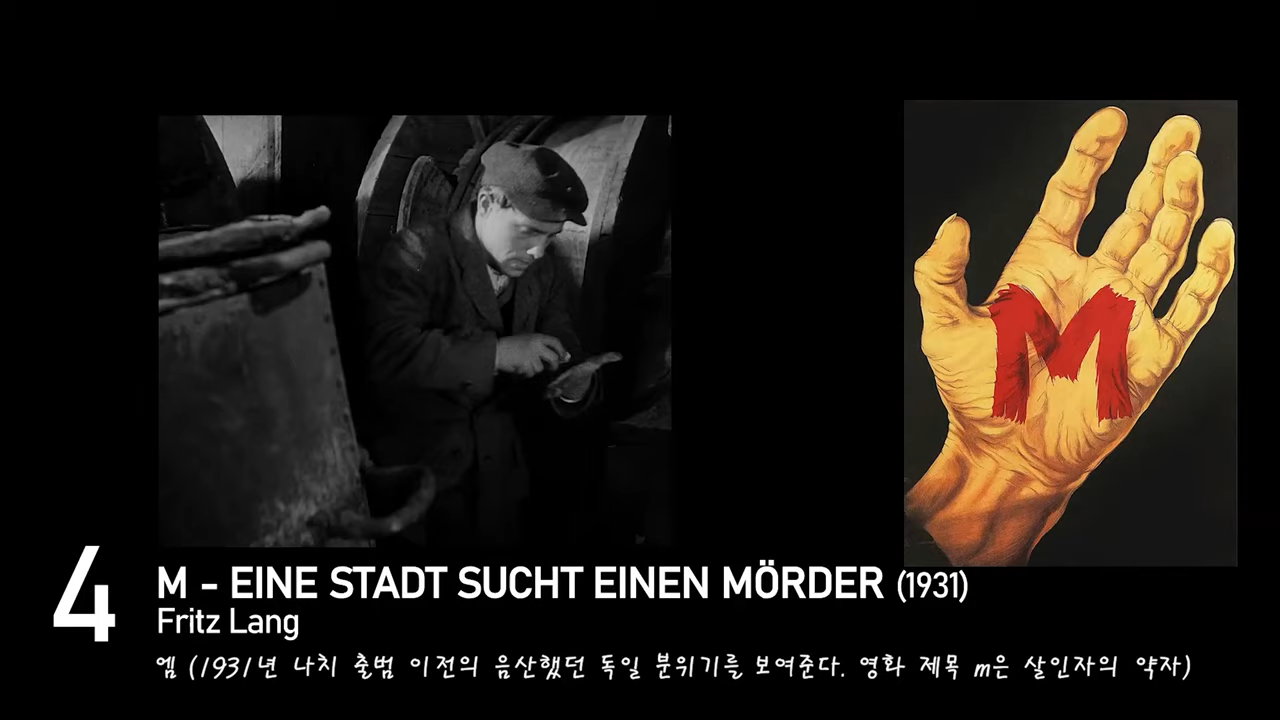 M
4
M - EINE STADT SUCHT EINEN MÖRDER (1931)
Fritz Lang
엠 (1931년 나치 출범 이전의 음산했던 독일 분위기를 보여준다. 영화 제목 m은 살인자의 약자)